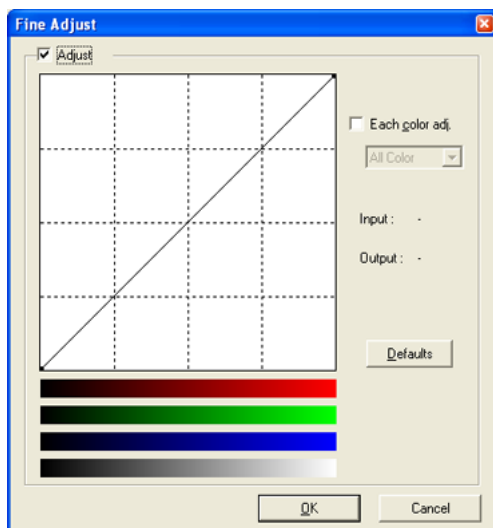 Fine Adjust
Adjust
Each color adj.
All Color
Input : -
Output : -
Defaults
OK
Cancel